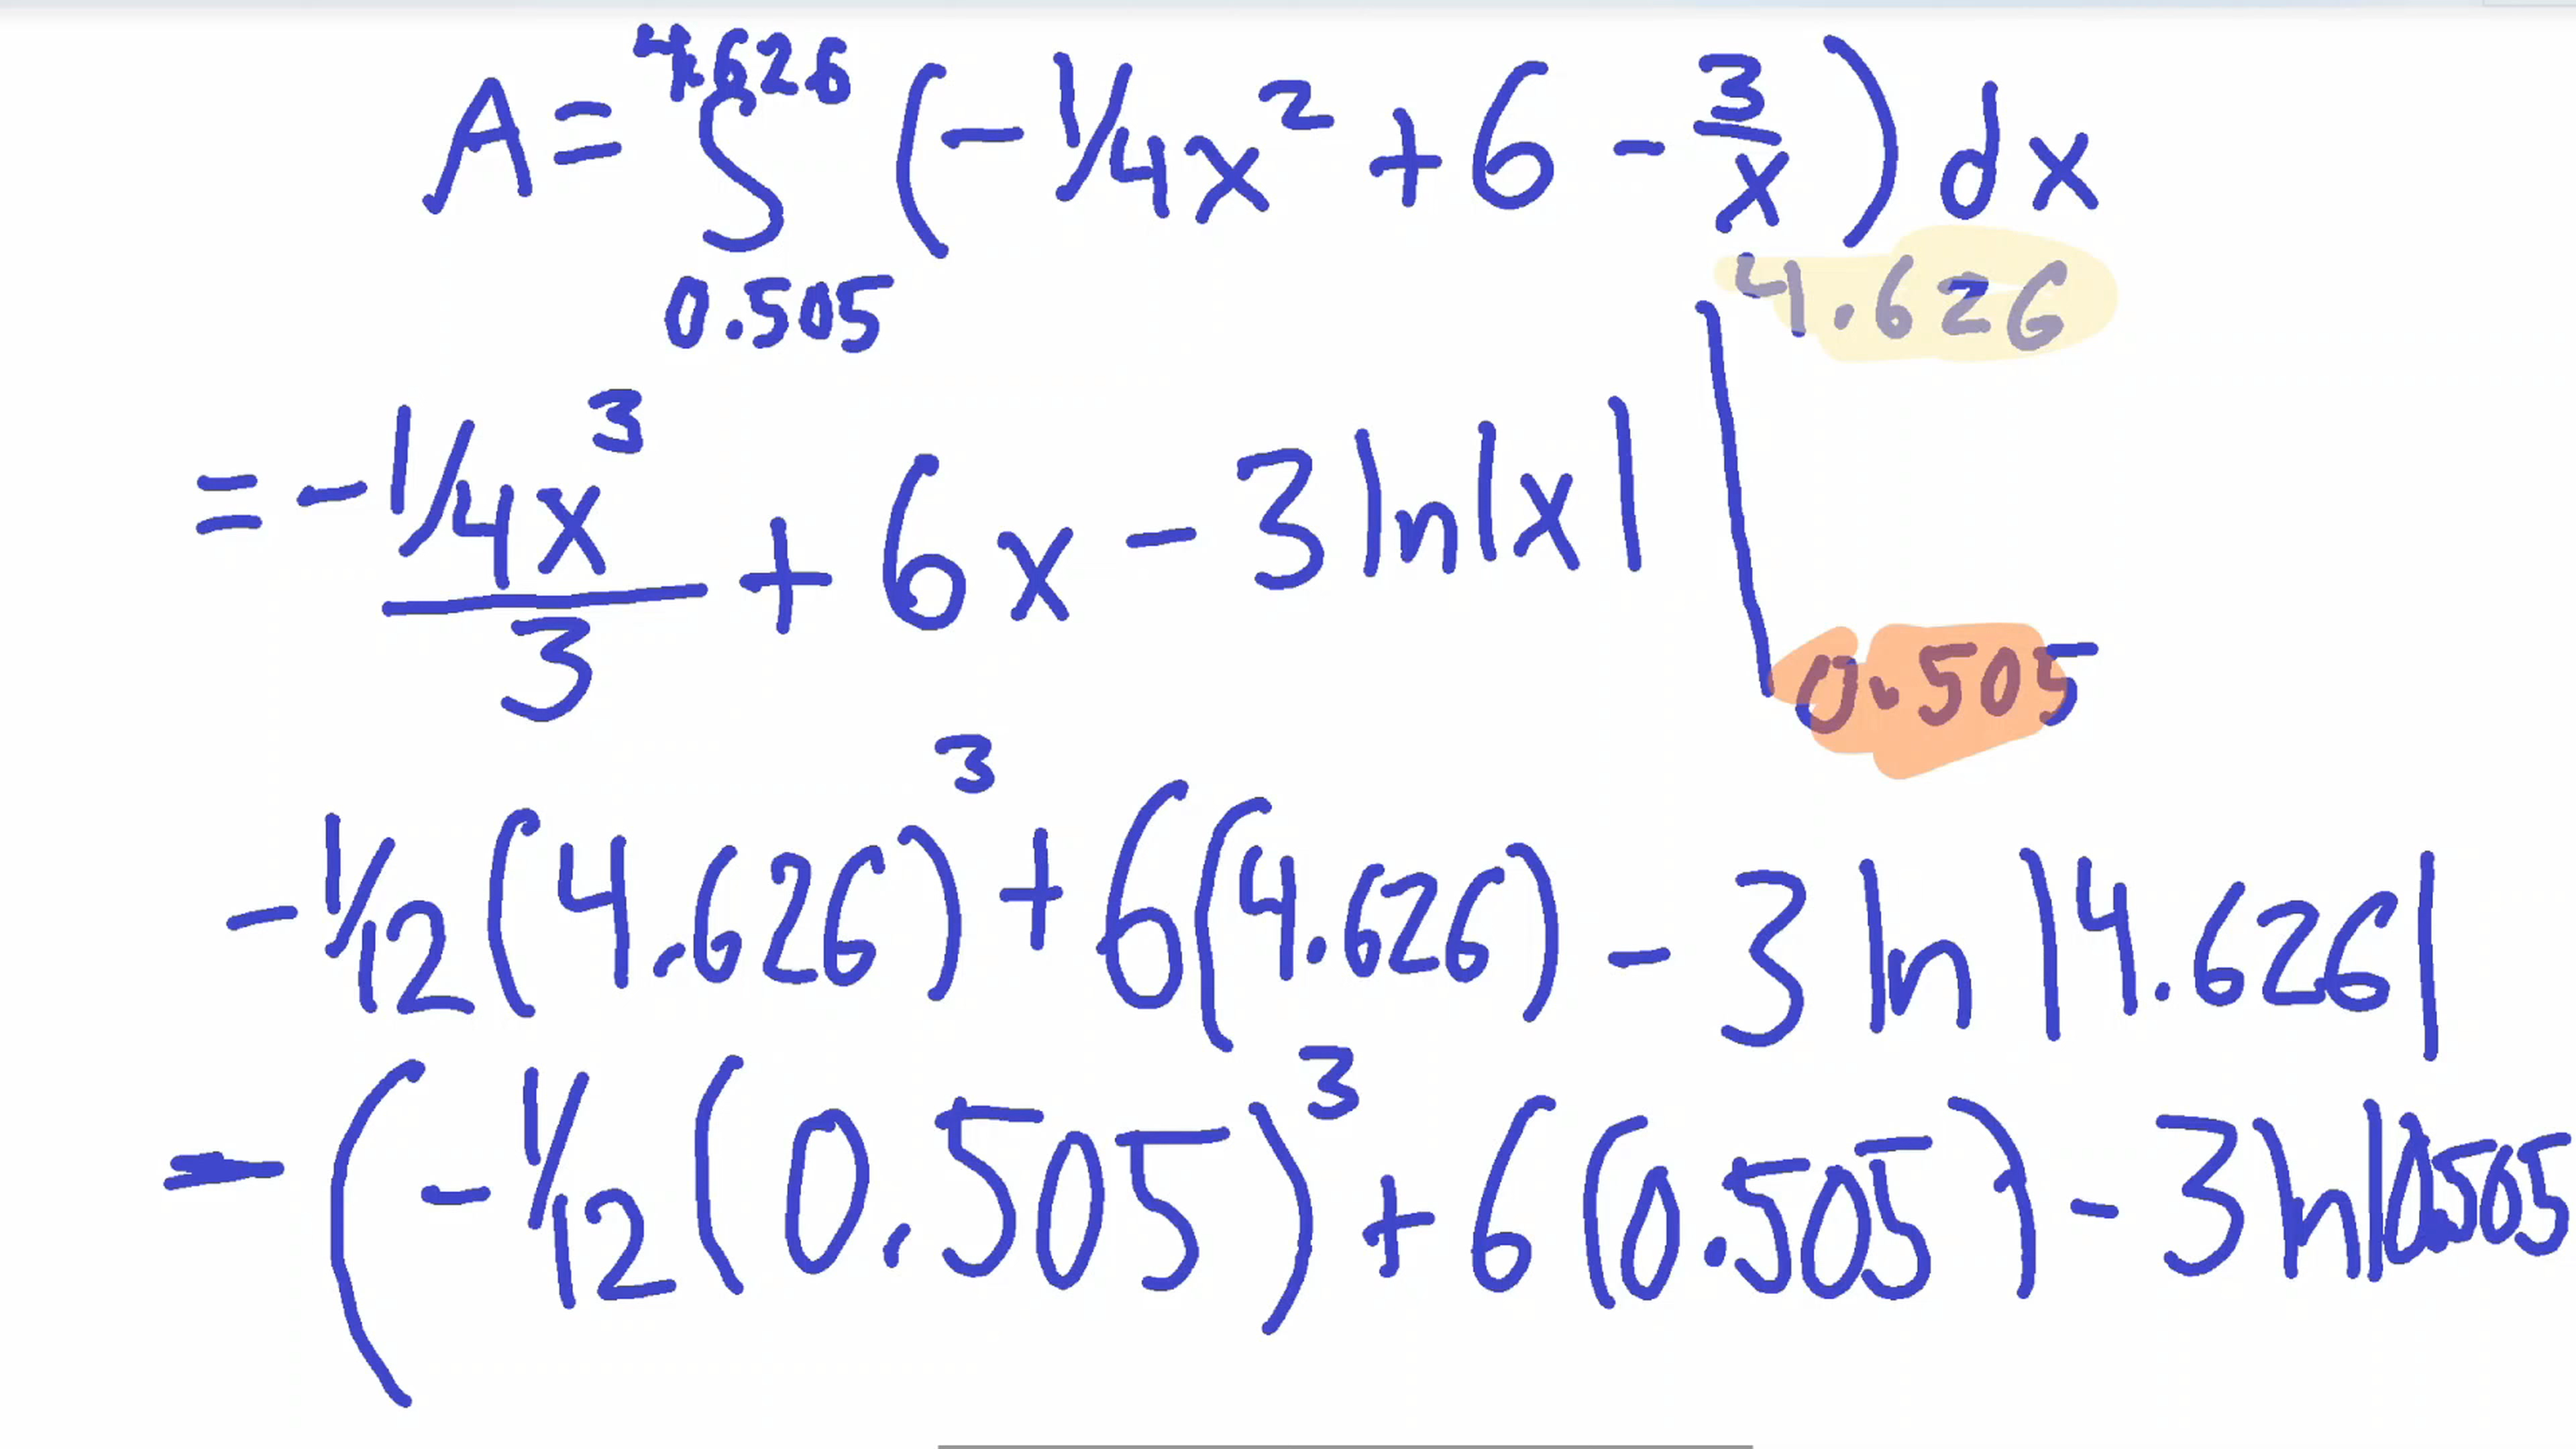 4.626
A = ∫ (-1/4x² + 6 - 3/x) dx
0.505
4.626
= -1/4x³/3 + 6x - 3ln|x| |
0.505
-1/12(4.626)³ + 6(4.626) - 3ln|4.626|
- (-1/12(0.505)³ + 6(0.505) - 3ln|0.505